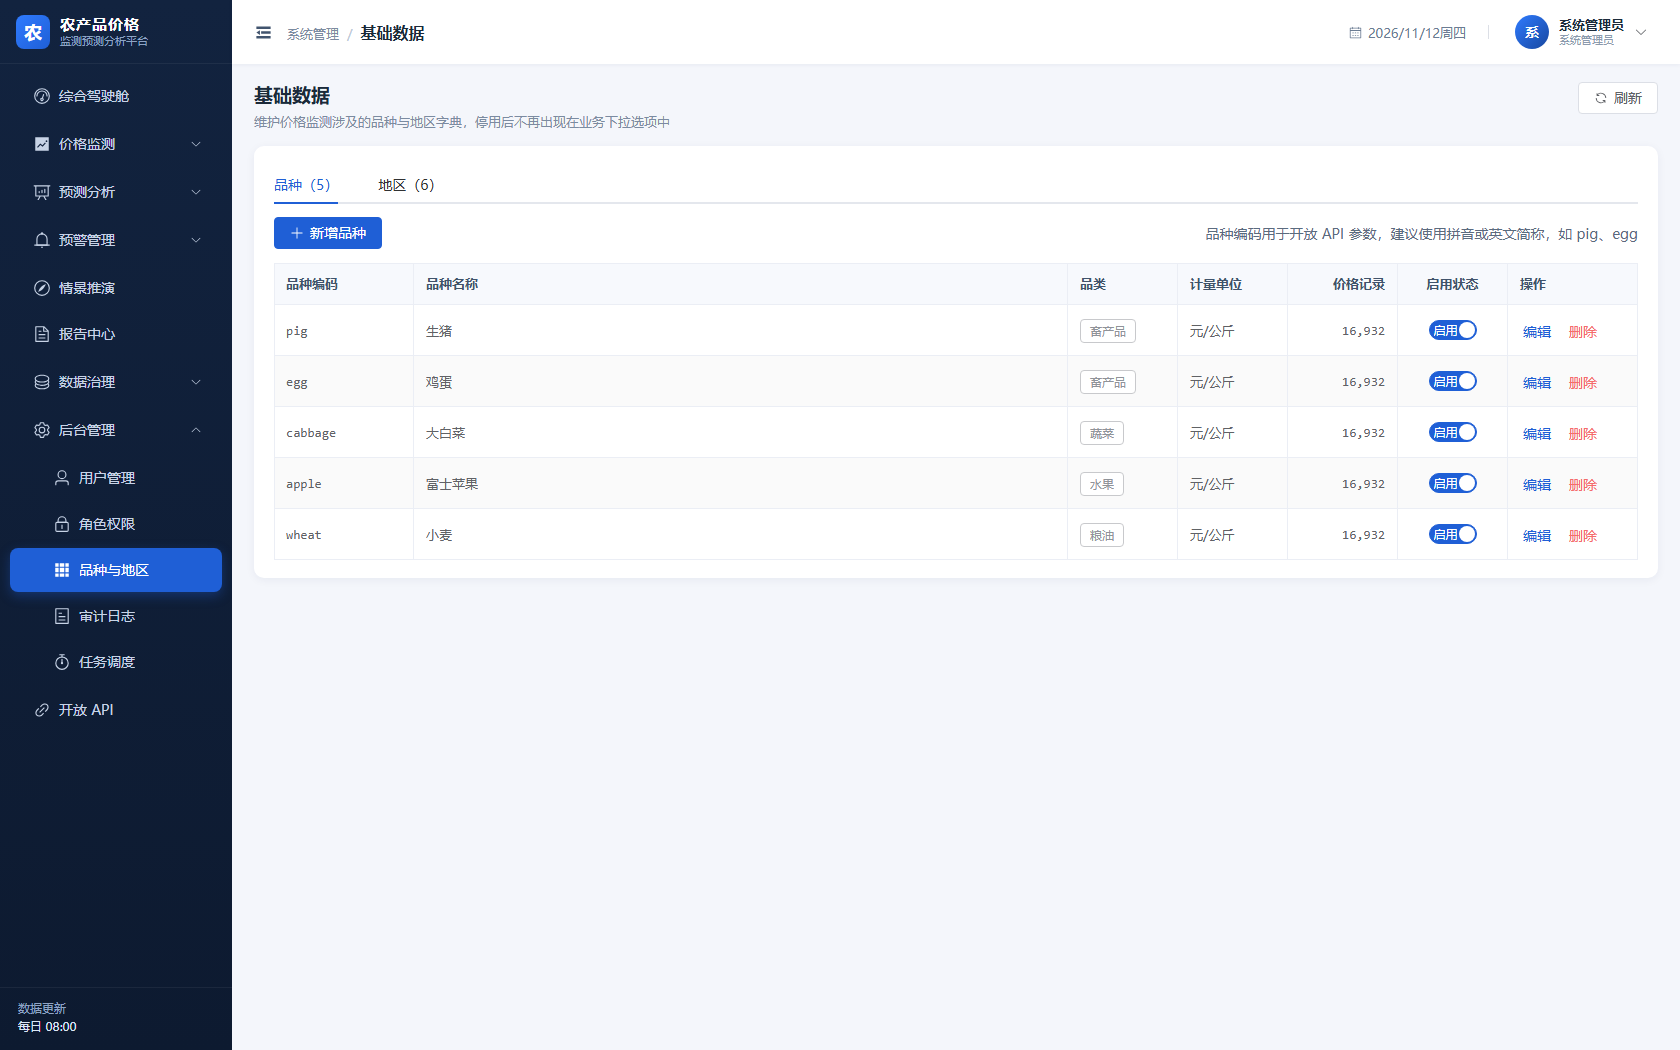 农
农产品价格
监测预测分析平台
综合驾驶舱
价格监测
预测分析
预警管理
情景推演
报告中心
数据治理
后台管理
用户管理
角色权限
品种与地区
审计日志
任务调度
开放 API
数据更新
每日 08:00
系统管理 / 基础数据
2026/11/12周四
系
系统管理员
系统管理员
基础数据
维护价格监测涉及的品种与地区字典，停用后不再出现在业务下拉选项中
刷新
品种（5） 地区（6）
新增品种
品种编码用于开放 API 参数，建议使用拼音或英文简称，如 pig、egg
品种编码 品种名称 品类 计量单位 价格记录 启用状态 操作
pig 生猪 畜产品 元/公斤 16,932 启用 编辑 删除
egg 鸡蛋 畜产品 元/公斤 16,932 启用 编辑 删除
cabbage 大白菜 蔬菜 元/公斤 16,932 启用 编辑 删除
apple 富士苹果 水果 元/公斤 16,932 启用 编辑 删除
wheat 小麦 粮油 元/公斤 16,932 启用 编辑 删除